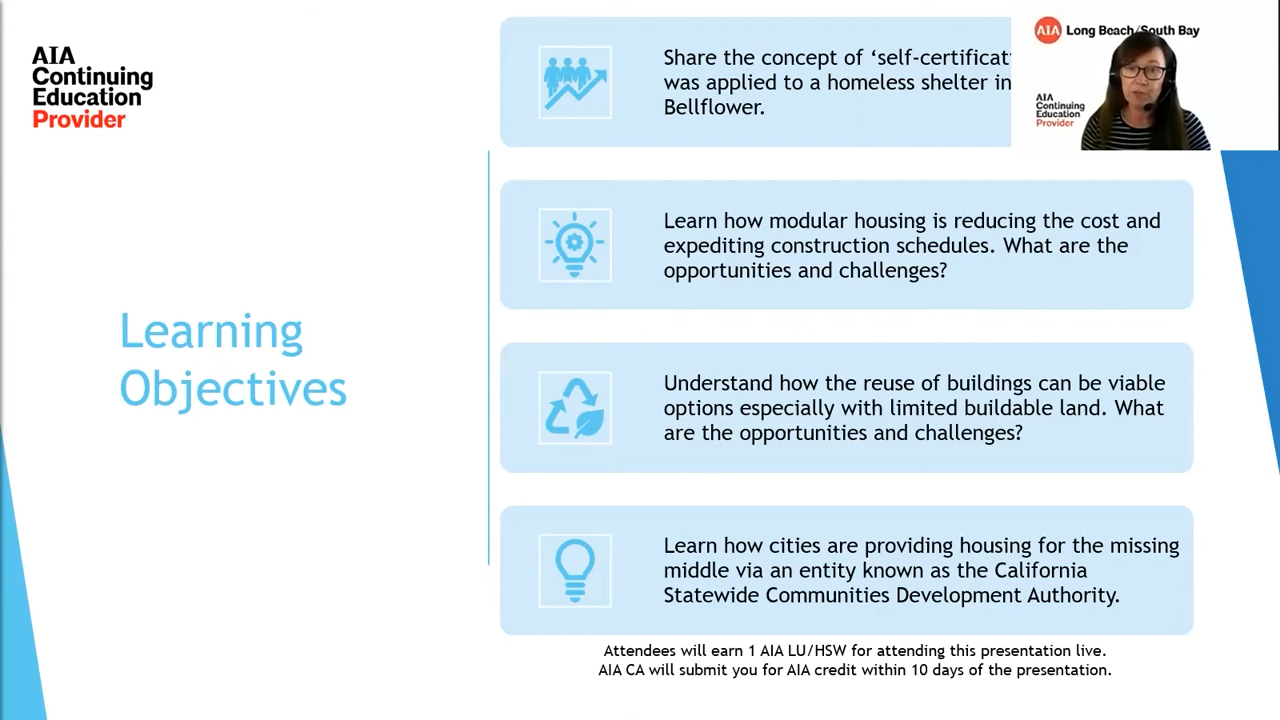 AIA
Continuing
Education
Provider
Learning
Objectives
Share the concept of ‘self-certificat
was applied to a homeless shelter in
Bellflower.
Learn how modular housing is reducing the cost and
expediting construction schedules. What are the
opportunities and challenges?
Understand how the reuse of buildings can be viable
options especially with limited buildable land. What
are the opportunities and challenges?
Learn how cities are providing housing for the missing
middle via an entity known as the California
Statewide Communities Development Authority.
Attendees will earn 1 AIA LU/HSW for attending this presentation live.
AIA CA will submit you for AIA credit within 10 days of the presentation.
AIA Long Beach/South Bay
AIA
Continuing
Education
Provider